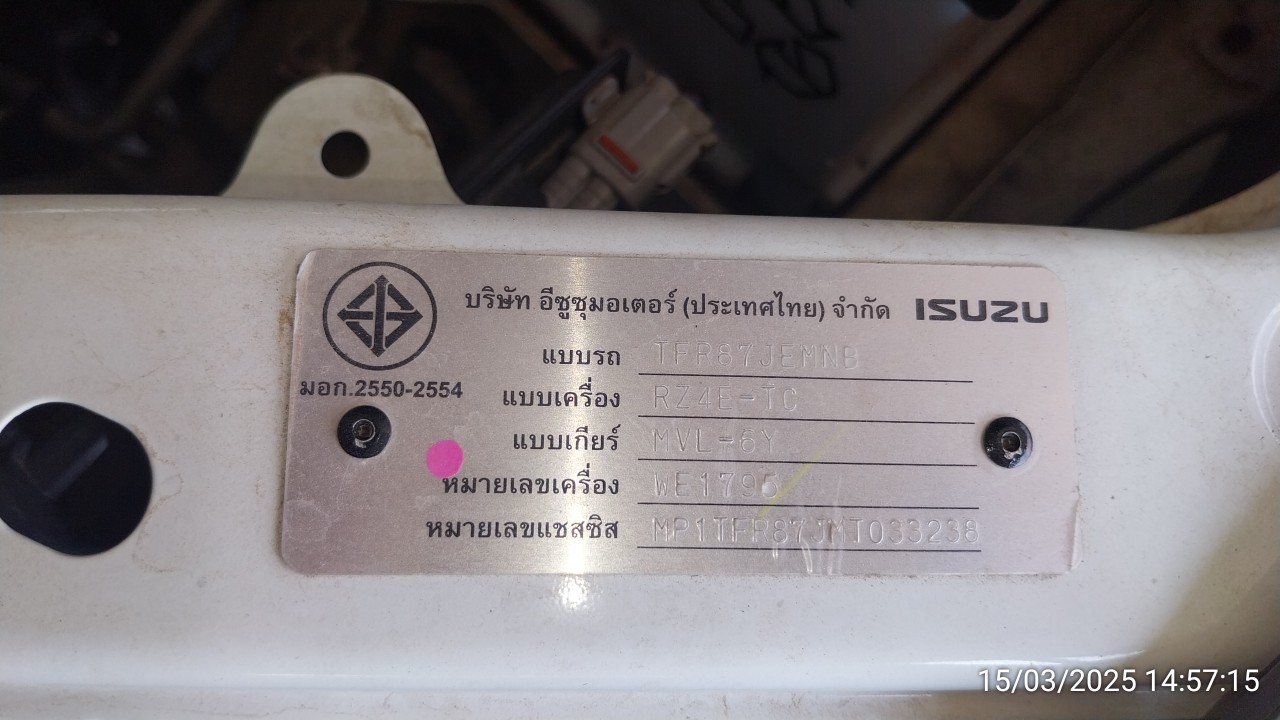 บริษัท อีซูซุมอเตอร์ (ประเทศไทย) จำกัด ISUZU
มอก.2550-2554
แบบรถ TFR87JEMNB
แบบเครื่อง RZ4E-TC
แบบเกียร์ MVL-6Y
หมายเลขเครื่อง WE1795
หมายเลขแชสซิส MP1TFR87JNT033238
15/03/2025 14:57:15